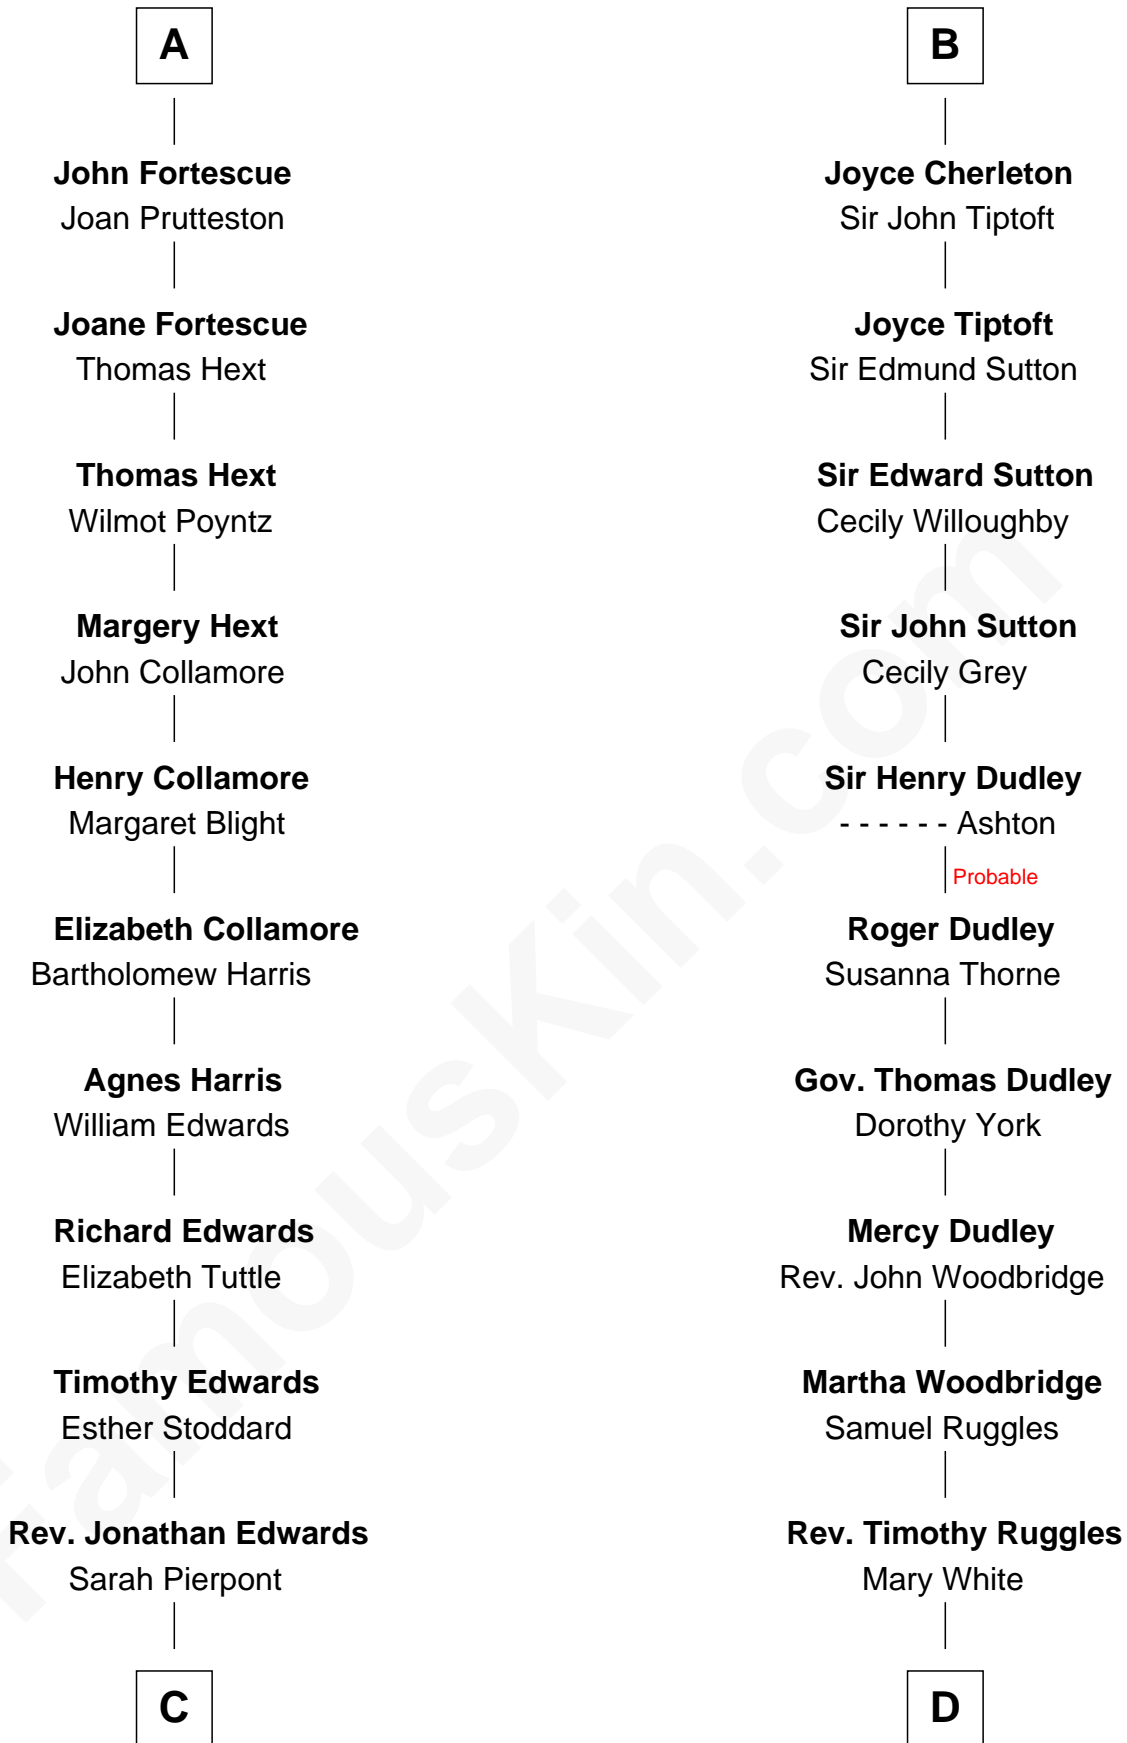 A
John Fortescue
Joan Prutteston
Joane Fortescue
Thomas Hext
Thomas Hext
Wilmot Poyntz
Margery Hext
John Collamore
Henry Collamore
Margaret Blight
Elizabeth Collamore
Bartholomew Harris
Agnes Harris
William Edwards
Richard Edwards
Elizabeth Tuttle
Timothy Edwards
Esther Stoddard
Rev. Jonathan Edwards
Sarah Pierpont
C
B
Joyce Cherleton
Sir John Tiptoft
Joyce Tiptoft
Sir Edmund Sutton
Sir Edward Sutton
Cecily Willoughby
Sir John Sutton
Cecily Grey
Sir Henry Dudley
- - - - - - Ashton
Probable
Roger Dudley
Susanna Thorne
Gov. Thomas Dudley
Dorothy York
Mercy Dudley
Rev. John Woodbridge
Martha Woodbridge
Samuel Ruggles
Rev. Timothy Ruggles
Mary White
D
FamousKin.com